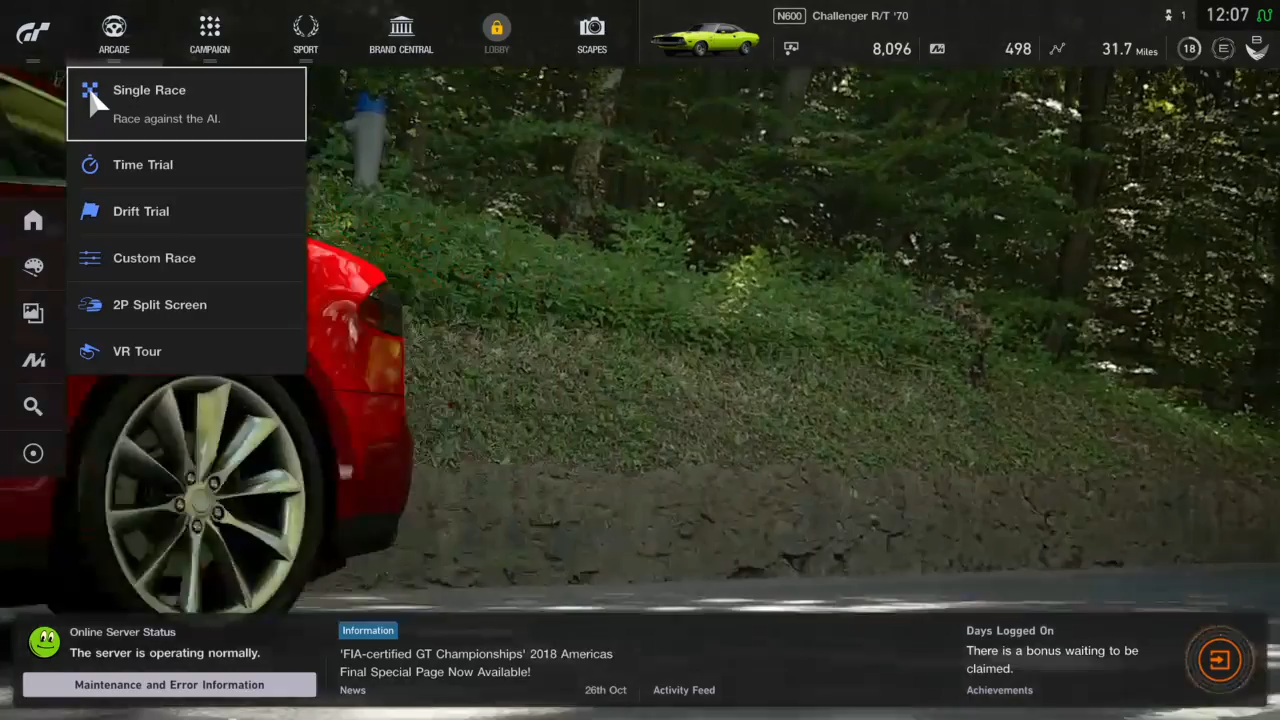 ARCADE
CAMPAIGN
SPORT
BRAND CENTRAL
LOBBY
SCAPES
N600 Challenger R/T '70
8,096
498
31.7 Miles
1
12:07
18
E
B
Single Race
Race against the AI.
Time Trial
Drift Trial
Custom Race
2P Split Screen
VR Tour
Online Server Status
The server is operating normally.
Maintenance and Error Information
Information
'FIA-certified GT Championships' 2018 Americas
Final Special Page Now Available!
News
26th Oct
Activity Feed
Days Logged On
There is a bonus waiting to be
claimed.
Achievements